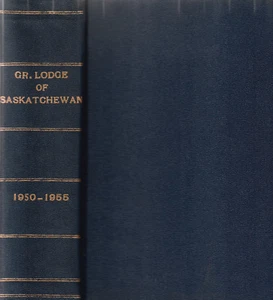 GR. LODGE
OF
SASKATCHEWAN
1950-1955